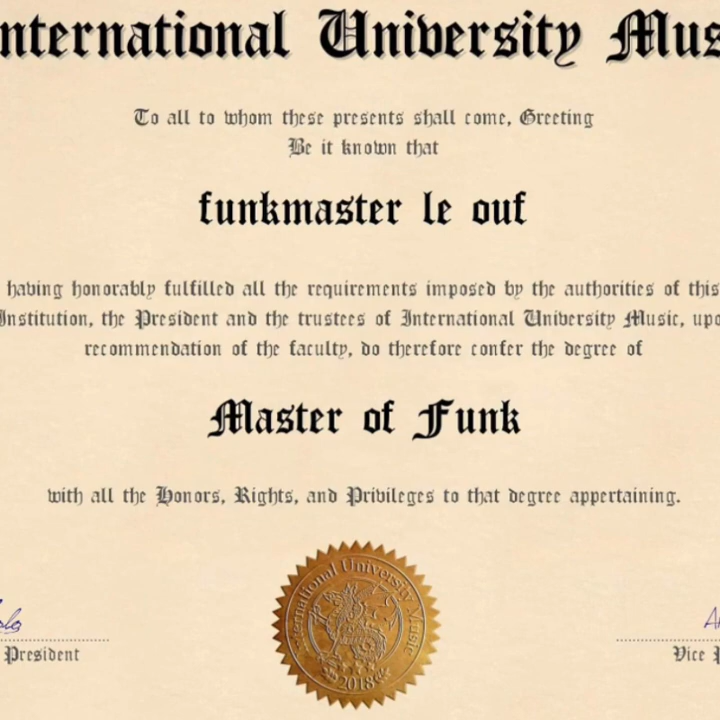 nternational University Mus
To all to whom these presents shall come, Greeting
Be it known that
funkmaster le ouf
having honorably fulfilled all the requirements imposed by the authorities of this
Institution, the President and the trustees of International University Music, upo
recommendation of the faculty, do therefore confer the degree of
Master of Funk
with all the Honors, Rights, and Privileges to that degree appertaining.
International University Music
2018
President
Vice P